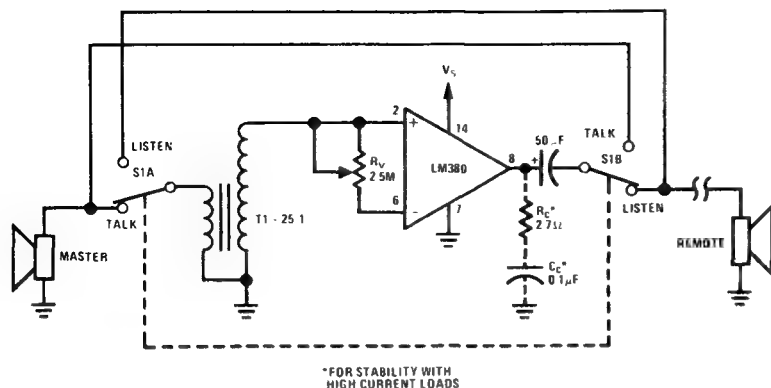 V_S
TALK
2
14
50 µF
LISTEN
+
+
S1B
S1A
R_V
LM380
8
2 5M
TALK
T1 - 25 1
6
-
7
R_C*
LISTEN
2.7Ω
MASTER
REMOTE
C_C*
0 1µF
*FOR STABILITY WITH
HIGH CURRENT LOADS